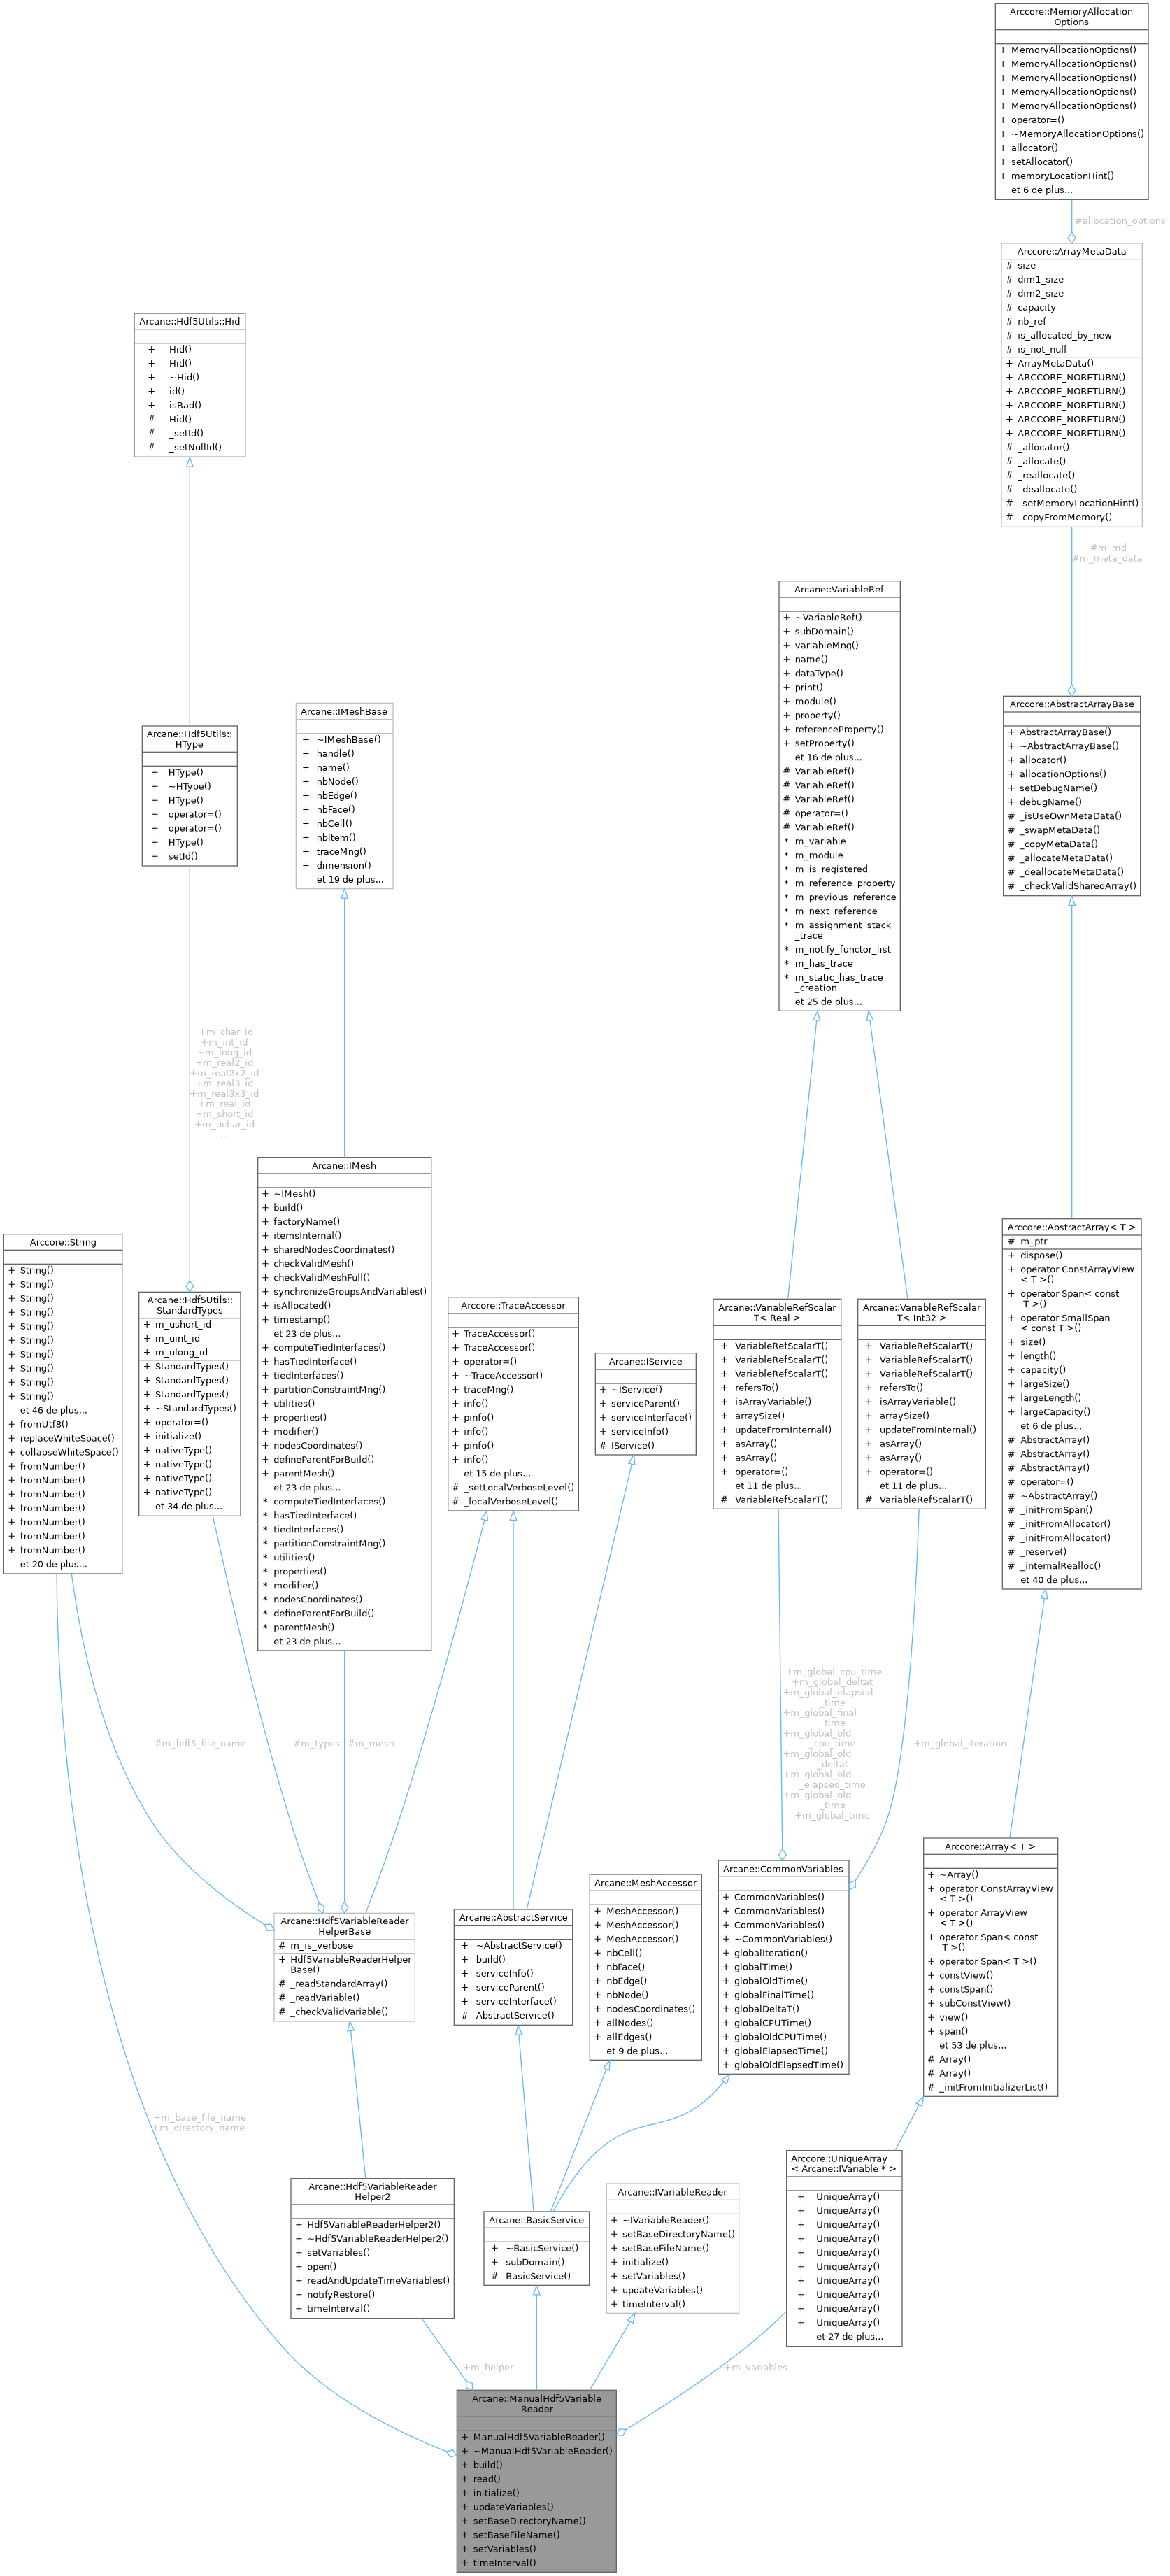 Arccore::MemoryAllocation
Options
+ MemoryAllocationOptions()
+ MemoryAllocationOptions()
+ MemoryAllocationOptions()
+ MemoryAllocationOptions()
+ MemoryAllocationOptions()
+ operator=()
+ ~MemoryAllocationOptions()
+ allocator()
+ setAllocator()
+ memoryLocationHint()
et 6 de plus...
#allocation_options
Arccore::ArrayMetaData
# size
# dim1_size
# dim2_size
# capacity
# nb_ref
# is_allocated_by_new
# is_not_null
+ ArrayMetaData()
+ ARCCORE_NORETURN()
+ ARCCORE_NORETURN()
+ ARCCORE_NORETURN()
+ ARCCORE_NORETURN()
+ ARCCORE_NORETURN()
# _allocator()
# _allocate()
# _reallocate()
# _deallocate()
# _setMemoryLocationHint()
# _copyFromMemory()
Arcane::Hdf5Utils::Hid
+ Hid()
+ Hid()
+ ~Hid()
+ id()
+ isBad()
# Hid()
# _setId()
# _setNullId()
#m_md
#m_meta_data
Arcane::VariableRef
+ ~VariableRef()
+ subDomain()
+ variableMng()
+ name()
+ dataType()
+ print()
+ module()
+ property()
+ referenceProperty()
+ setProperty()
et 16 de plus...
# VariableRef()
# VariableRef()
# VariableRef()
# operator=()
# VariableRef()
* m_variable
* m_module
* m_is_registered
* m_reference_property
* m_previous_reference
* m_next_reference
* m_assignment_stack
_trace
* m_notify_functor_list
* m_has_trace
* m_static_has_trace
_creation
et 25 de plus...
Arccore::AbstractArrayBase
+ AbstractArrayBase()
+ ~AbstractArrayBase()
+ allocator()
+ allocationOptions()
+ setDebugName()
+ debugName()
# _isUseOwnMetaData()
# _swapMetaData()
# _copyMetaData()
# _allocateMetaData()
# _deallocateMetaData()
# _checkValidSharedArray()
Arcane::IMeshBase
+ ~IMeshBase()
+ handle()
+ name()
+ nbNode()
+ nbEdge()
+ nbFace()
+ nbCell()
+ nbItem()
+ traceMng()
+ dimension()
et 19 de plus...
Arcane::Hdf5Utils::
HType
+ HType()
+ ~HType()
+ HType()
+ operator=()
+ operator=()
+ HType()
+ setId()
+m_char_id
+m_int_id
+m_long_id
+m_real2_id
+m_real2x2_id
+m_real3_id
+m_real3x3_id
+m_real_id
+m_short_id
+m_uchar_id
...
Arcane::IMesh
+ ~IMesh()
+ build()
+ factoryName()
+ itemsInternal()
+ sharedNodesCoordinates()
+ checkValidMesh()
+ checkValidMeshFull()
+ synchronizeGroupsAndVariables()
+ isAllocated()
+ timestamp()
et 23 de plus...
+ computeTiedInterfaces()
+ hasTiedInterface()
+ tiedInterfaces()
+ partitionConstraintMng()
+ utilities()
+ properties()
+ modifier()
+ nodesCoordinates()
+ defineParentForBuild()
+ parentMesh()
et 23 de plus...
* computeTiedInterfaces()
* hasTiedInterface()
* tiedInterfaces()
* partitionConstraintMng()
* utilities()
* properties()
* modifier()
* nodesCoordinates()
* defineParentForBuild()
* parentMesh()
et 23 de plus...
Arccore::String
+ String()
+ String()
+ String()
+ String()
+ String()
+ String()
+ String()
+ String()
+ String()
+ String()
et 46 de plus...
+ fromUtf8()
+ replaceWhiteSpace()
+ collapseWhiteSpace()
+ fromNumber()
+ fromNumber()
+ fromNumber()
+ fromNumber()
+ fromNumber()
+ fromNumber()
+ fromNumber()
et 20 de plus...
Arcane::Hdf5Utils::
StandardTypes
+ m_ushort_id
+ m_uint_id
+ m_ulong_id
+ StandardTypes()
+ StandardTypes()
+ StandardTypes()
+ ~StandardTypes()
+ operator=()
+ initialize()
+ nativeType()
+ nativeType()
+ nativeType()
+ nativeType()
et 34 de plus...
Arccore::TraceAccessor
+ TraceAccessor()
+ TraceAccessor()
+ operator=()
+ ~TraceAccessor()
+ traceMng()
+ info()
+ pinfo()
+ info()
+ pinfo()
+ info()
et 15 de plus...
# _setLocalVerboseLevel()
# _localVerboseLevel()
Arcane::IService
+ ~IService()
+ serviceParent()
+ serviceInterface()
+ serviceInfo()
# IService()
Arcane::VariableRefScalar
T< Real >
+ VariableRefScalarT()
+ VariableRefScalarT()
+ VariableRefScalarT()
+ refersTo()
+ isArrayVariable()
+ arraySize()
+ updateFromInternal()
+ asArray()
+ asArray()
+ operator=()
et 11 de plus...
# VariableRefScalarT()
Arcane::VariableRefScalar
T< Int32 >
+ VariableRefScalarT()
+ VariableRefScalarT()
+ VariableRefScalarT()
+ refersTo()
+ isArrayVariable()
+ arraySize()
+ updateFromInternal()
+ asArray()
+ asArray()
+ operator=()
et 11 de plus...
# VariableRefScalarT()
Arccore::AbstractArray< T >
# m_ptr
+ dispose()
+ operator ConstArrayView
< T >()
+ operator Span< const
T >()
+ operator SmallSpan
< const T >()
+ size()
+ length()
+ capacity()
+ largeSize()
+ largeLength()
+ largeCapacity()
et 6 de plus...
# AbstractArray()
# AbstractArray()
# AbstractArray()
# operator=()
# ~AbstractArray()
# _initFromSpan()
# _initFromAllocator()
# _initFromAllocator()
# _reserve()
# _internalRealloc()
et 40 de plus...
#m_hdf5_file_name
#m_types
#m_mesh
+m_global_cpu_time
+m_global_deltat
+m_global_elapsed
_time
+m_global_final
_time
+m_global_old
_cpu_time
+m_global_old
_deltat
+m_global_old
_elapsed_time
+m_global_old
_time
+m_global_time
+m_global_iteration
Arcane::Hdf5VariableReader
HelperBase
# m_is_verbose
+ Hdf5VariableReaderHelper
Base()
# _readStandardArray()
# _readVariable()
# _checkValidVariable()
Arcane::AbstractService
+ ~AbstractService()
+ build()
+ serviceInfo()
+ serviceParent()
+ serviceInterface()
# AbstractService()
Arcane::MeshAccessor
+ MeshAccessor()
+ MeshAccessor()
+ MeshAccessor()
+ nbCell()
+ nbFace()
+ nbEdge()
+ nbNode()
+ nodesCoordinates()
+ allNodes()
+ allEdges()
et 9 de plus...
Arcane::CommonVariables
+ CommonVariables()
+ CommonVariables()
+ CommonVariables()
+ ~CommonVariables()
+ globalIteration()
+ globalTime()
+ globalOldTime()
+ globalFinalTime()
+ globalDeltaT()
+ globalCPUTime()
+ globalOldCPUTime()
+ globalElapsedTime()
+ globalOldElapsedTime()
Arccore::Array< T >
+ ~Array()
+ operator ConstArrayView
< T >()
+ operator ArrayView
< T >()
+ operator Span< const
T >()
+ operator Span< T >()
+ constView()
+ constSpan()
+ subConstView()
+ view()
+ span()
et 53 de plus...
# Array()
# Array()
# _initFromInitializerList()
+m_base_file_name
+m_directory_name
Arcane::Hdf5VariableReader
Helper2
+ Hdf5VariableReaderHelper2()
+ ~Hdf5VariableReaderHelper2()
+ setVariables()
+ open()
+ readAndUpdateTimeVariables()
+ notifyRestore()
+ timeInterval()
Arcane::BasicService
+ ~BasicService()
+ subDomain()
# BasicService()
Arcane::IVariableReader
+ ~IVariableReader()
+ setBaseDirectoryName()
+ setBaseFileName()
+ initialize()
+ setVariables()
+ updateVariables()
+ timeInterval()
Arccore::UniqueArray
< Arcane::IVariable * >
+ UniqueArray()
+ UniqueArray()
+ UniqueArray()
+ UniqueArray()
+ UniqueArray()
+ UniqueArray()
+ UniqueArray()
+ UniqueArray()
+ UniqueArray()
+ UniqueArray()
et 27 de plus...
+m_helper
+m_variables
Arcane::ManualHdf5Variable
Reader
+ ManualHdf5VariableReader()
+ ~ManualHdf5VariableReader()
+ build()
+ read()
+ initialize()
+ updateVariables()
+ setBaseDirectoryName()
+ setBaseFileName()
+ setVariables()
+ timeInterval()